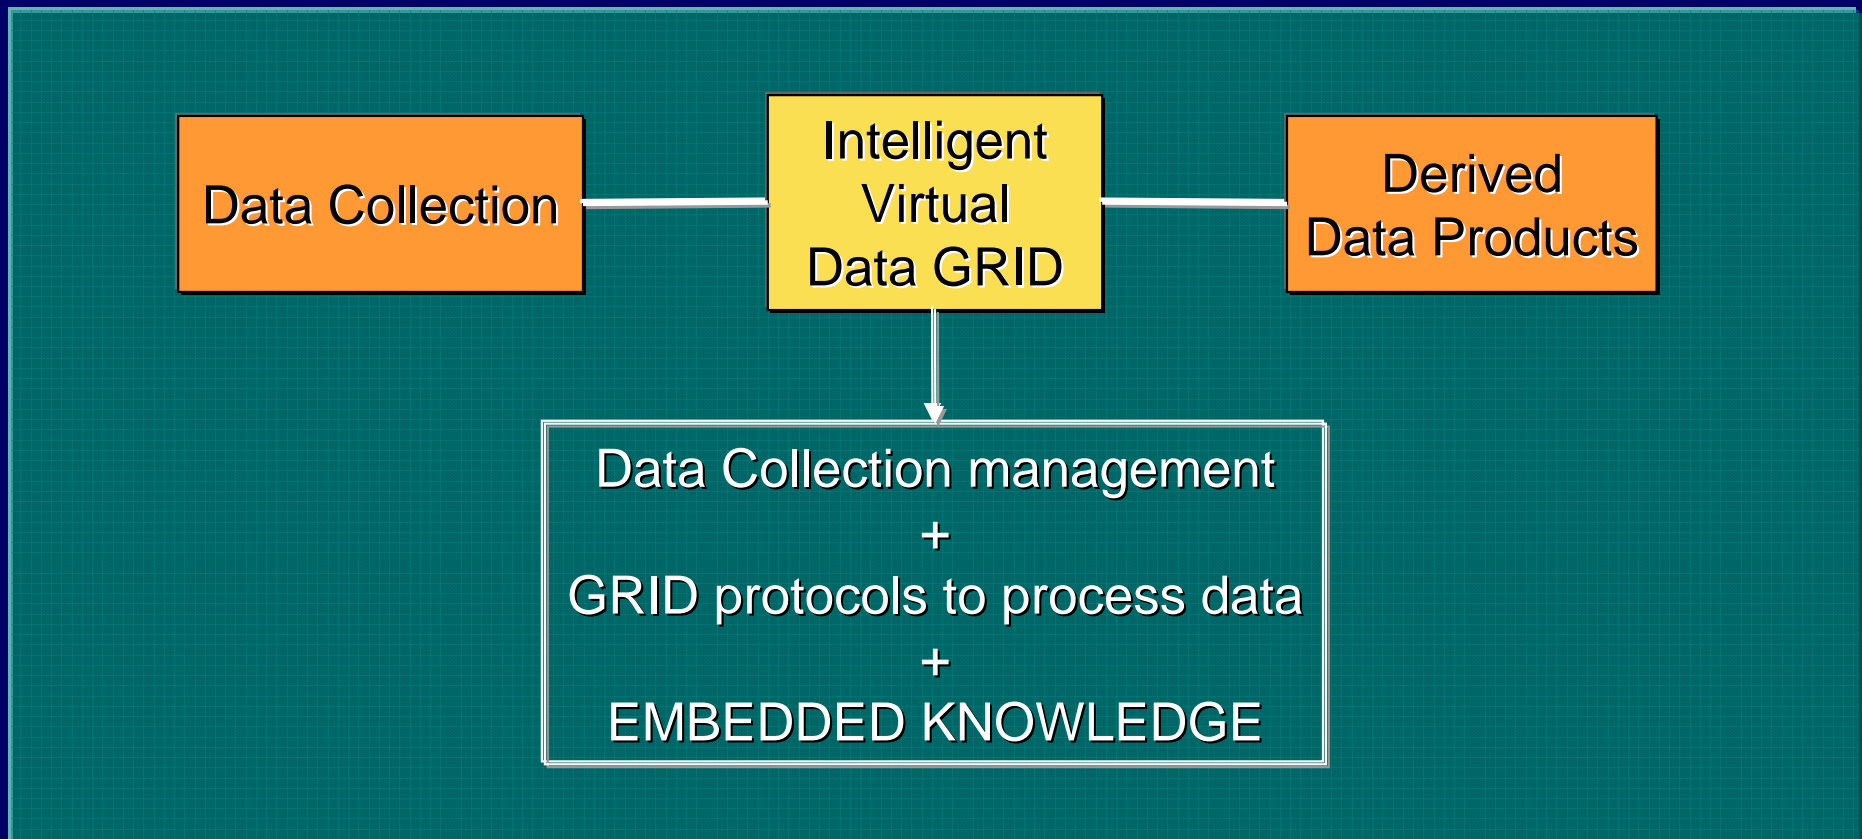 Data Collection
Intelligent
Virtual
Data GRID
Derived
Data Products
Data Collection management
+
GRID protocols to process data
+
EMBEDDED KNOWLEDGE